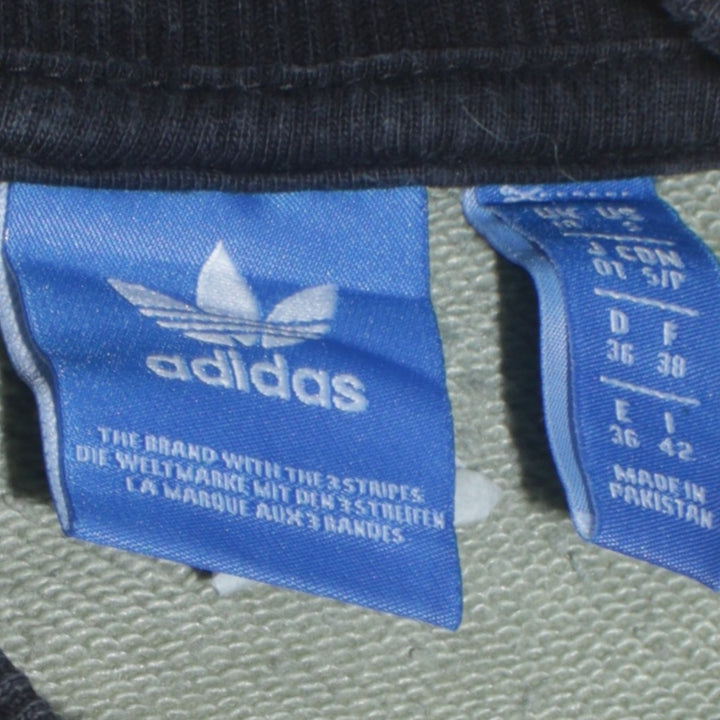 adidas
THE BRAND WITH THE 3 STRIPES
DIE WELTMARKE MIT DEN 3 STREIFEN
LA MARQUE AUX 3 BANDES
UK US
S
J CDN
OT S/P
D F
36 38
E I
36 42
MADE IN
PAKISTAN